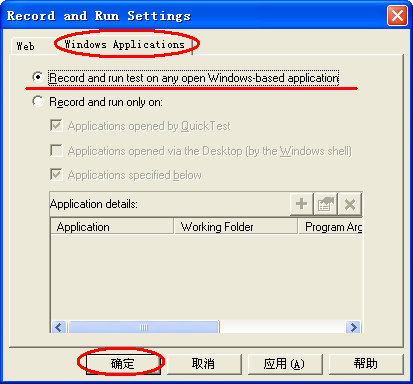 Record and Run Settings
Web
Windows Applications
Record and run test on any open Windows-based application
Record and run only on:
Applications opened by QuickTest
Applications opened via the Desktop (by the Windows shell)
Applications specified below
Application details:
Application Working Folder Program Arg
确定 取消 应用(A) 帮助